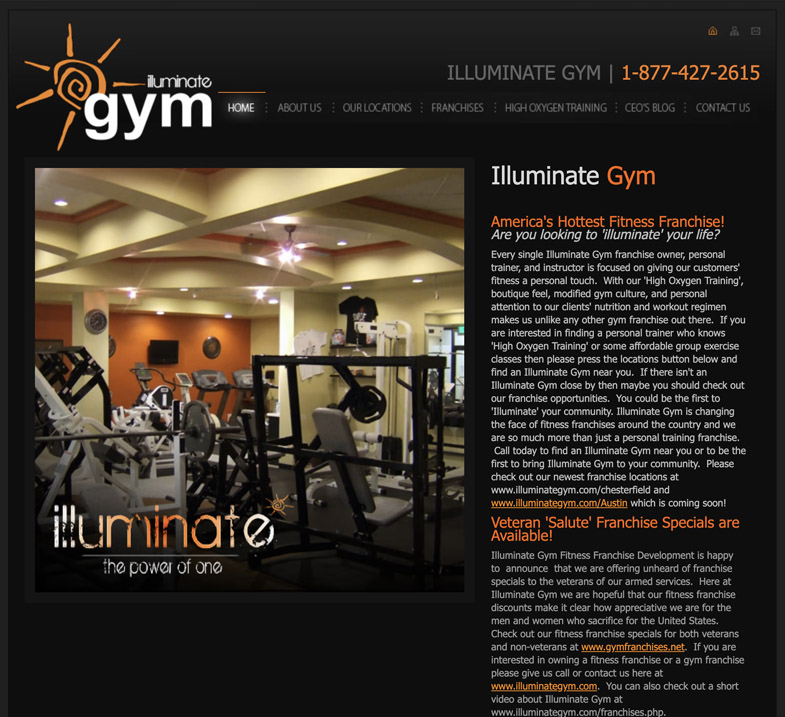 illuminate
gym
ILLUMINATE GYM | 1-877-427-2615
HOME ABOUT US OUR LOCATIONS FRANCHISES HIGH OXYGEN TRAINING CEO'S BLOG CONTACT US
illuminate
the power of one
Illuminate Gym
America's Hottest Fitness Franchise!
Are you looking to 'illuminate' your life?
Every single Illuminate Gym franchise owner, personal
trainer, and instructor is focused on giving our customers'
fitness a personal touch.  With our 'High Oxygen Training',
boutique feel, modified gym culture, and personal
attention to our clients' nutrition and workout regimen
makes us unlike any other gym franchise out there.  If you
are interested in finding a personal trainer who knows
'High Oxygen Training' or some affordable group exercise
classes then please press the locations button below and
find an Illuminate Gym near you.  If there isn't an
Illuminate Gym close by then maybe you should check out
our franchise opportunities.  You could be the first to
'Illuminate' your community. Illuminate Gym is changing
the face of fitness franchises around the country and we
are so much more than just a personal training franchise.
Call today to find an Illuminate Gym near you or to be the
first to bring Illuminate Gym to your community.  Please
check out our newest franchise locations at
www.illuminategym.com/chesterfield and
www.illuminategym.com/Austin which is coming soon!
Veteran 'Salute' Franchise Specials are
Available!
Illuminate Gym Fitness Franchise Development is happy
to  announce  that we are offering unheard of franchise
specials to the veterans of our armed services.  Here at
Illuminate Gym we are hopeful that our fitness franchise
discounts make it clear how appreciative we are for the
men and women who sacrifice for the United States.
Check out our fitness franchise specials for both veterans
and non-veterans at www.gymfranchises.net.  If you are
interested in owning a fitness franchise or a gym franchise
please give us call or contact us here at
www.illuminategym.com.  You can also check out a short
video about Illuminate Gym at
www.illuminategym.com/franchises.php.